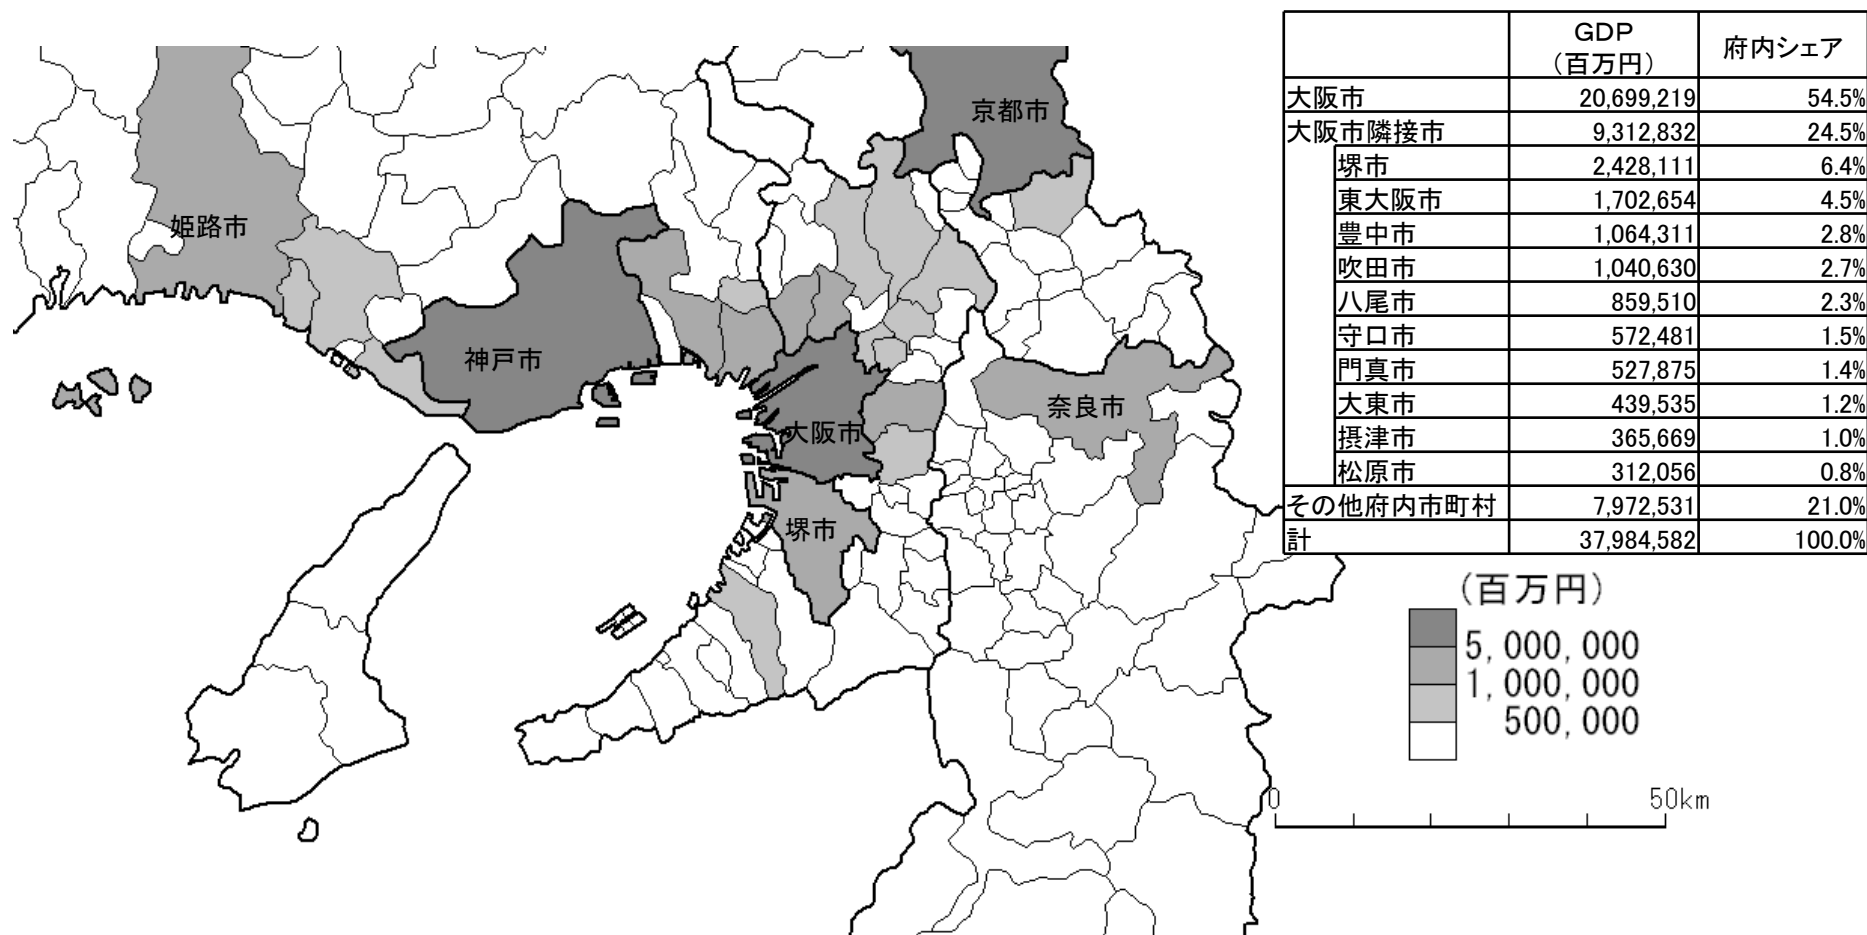 GDP
（百万円）
府内シェア
大阪市 20,699,219 54.5%
大阪市隣接市 9,312,832 24.5%
堺市 2,428,111 6.4%
東大阪市 1,702,654 4.5%
豊中市 1,064,311 2.8%
吹田市 1,040,630 2.7%
八尾市 859,510 2.3%
守口市 572,481 1.5%
門真市 527,875 1.4%
大東市 439,535 1.2%
摂津市 365,669 1.0%
松原市 312,056 0.8%
その他府内市町村 7,972,531 21.0%
計 37,984,582 100.0%
京都市
姫路市
神戸市
奈良市
大阪市
堺市
(百万円)
5,000,000
1,000,000
500,000
0 50km